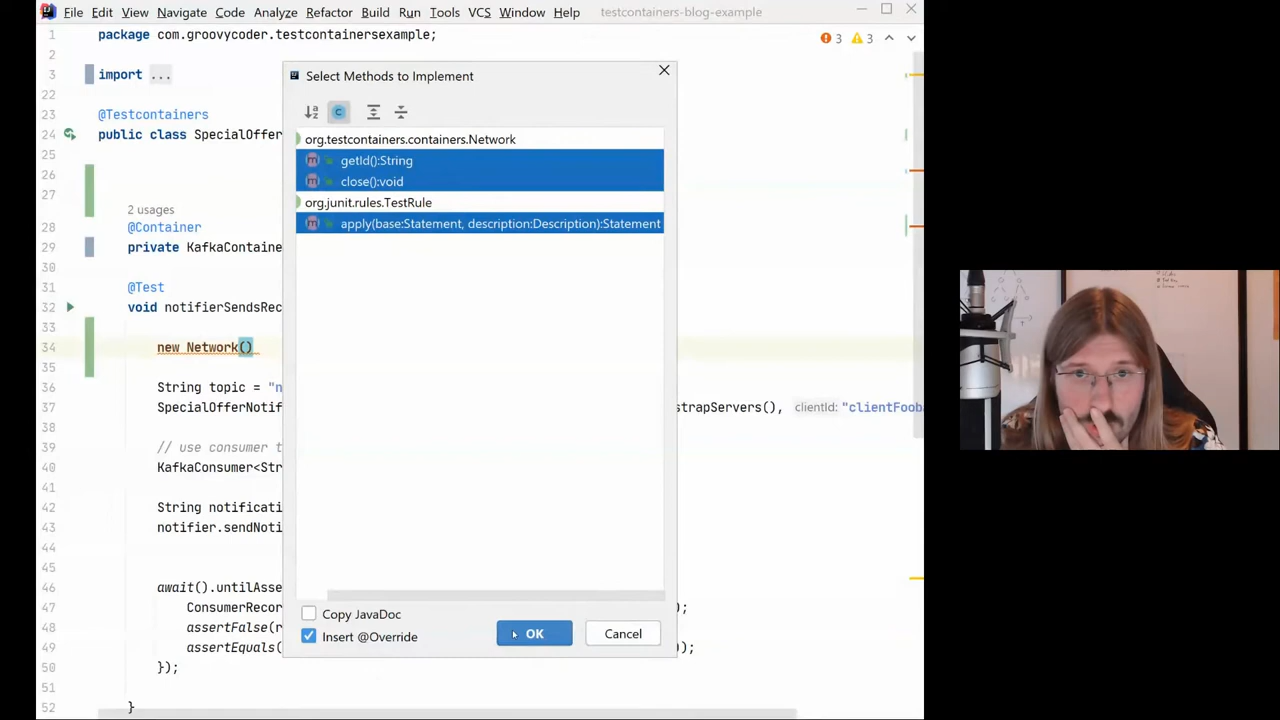 File Edit View Navigate Code Analyze Refactor Build Run Tools VCS Window Help testcontainers-blog-example
1 package com.groovycoder.testcontainersexample;
3 3
2
Select Methods to Implement
3 import ...
22
23 @Testcontainers
org.testcontainers.containers.Network
24 public class SpecialOffer
25
getId():String
26
close():void
27
org.junit.rules.TestRule
2 usages
apply(base:Statement, description:Description):Statement
28 @Container
29 private KafkaContaine
30
31 @Test
32 void notifierSendsRec
33
34 new Network()
35
36 String topic = "n
37 SpecialOfferNotif strapServers(), clientId: "clientFooba
38
39 // use consumer t
40 KafkaConsumer<Str
41
42 String notificati
43 notifier.sendNoti
46 await().untilAsse
47 ConsumerRecor );
48 assertFalse(r
49 assertEquals( ));
50 });
51
52 }
Copy JavaDoc
Insert @Override
OK Cancel